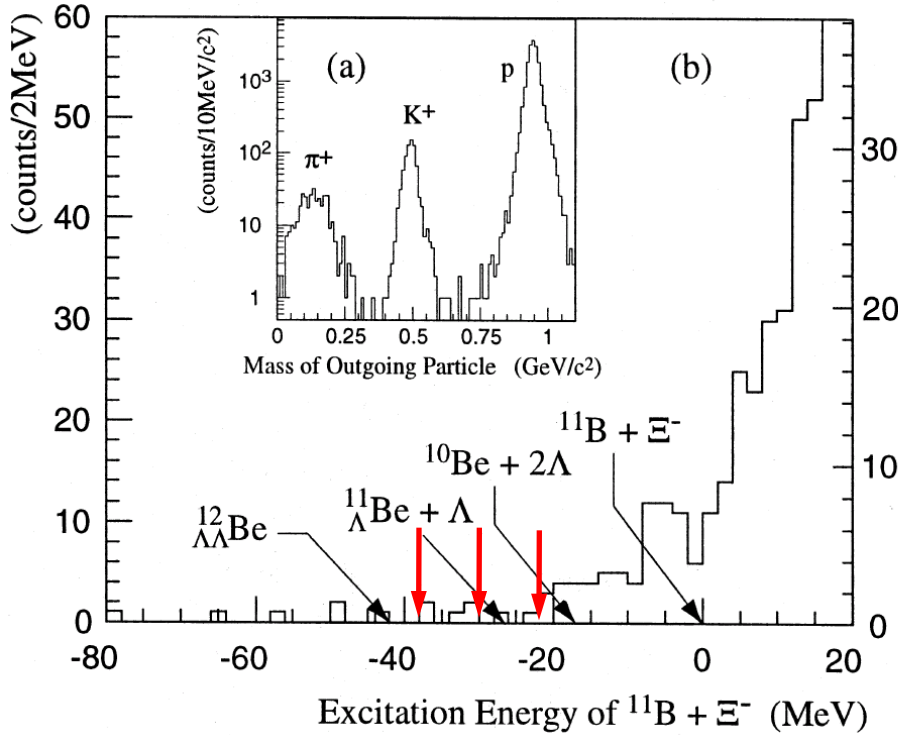 60
50
40
30
20
10
0
(counts/2MeV)
(a)
(b)
10³
10²
10
1
(counts/10MeV/c²)
π⁺
K⁺
p
0 0.25 0.5 0.75 1
Mass of Outgoing Particle (GeV/c²)
30
20
10
0
¹²ΛΛBe
¹¹ΛBe + Λ
¹⁰Be + 2Λ
¹¹B + Ξ⁻
-80 -60 -40 -20 0 20
Excitation Energy of ¹¹B + Ξ⁻ (MeV)